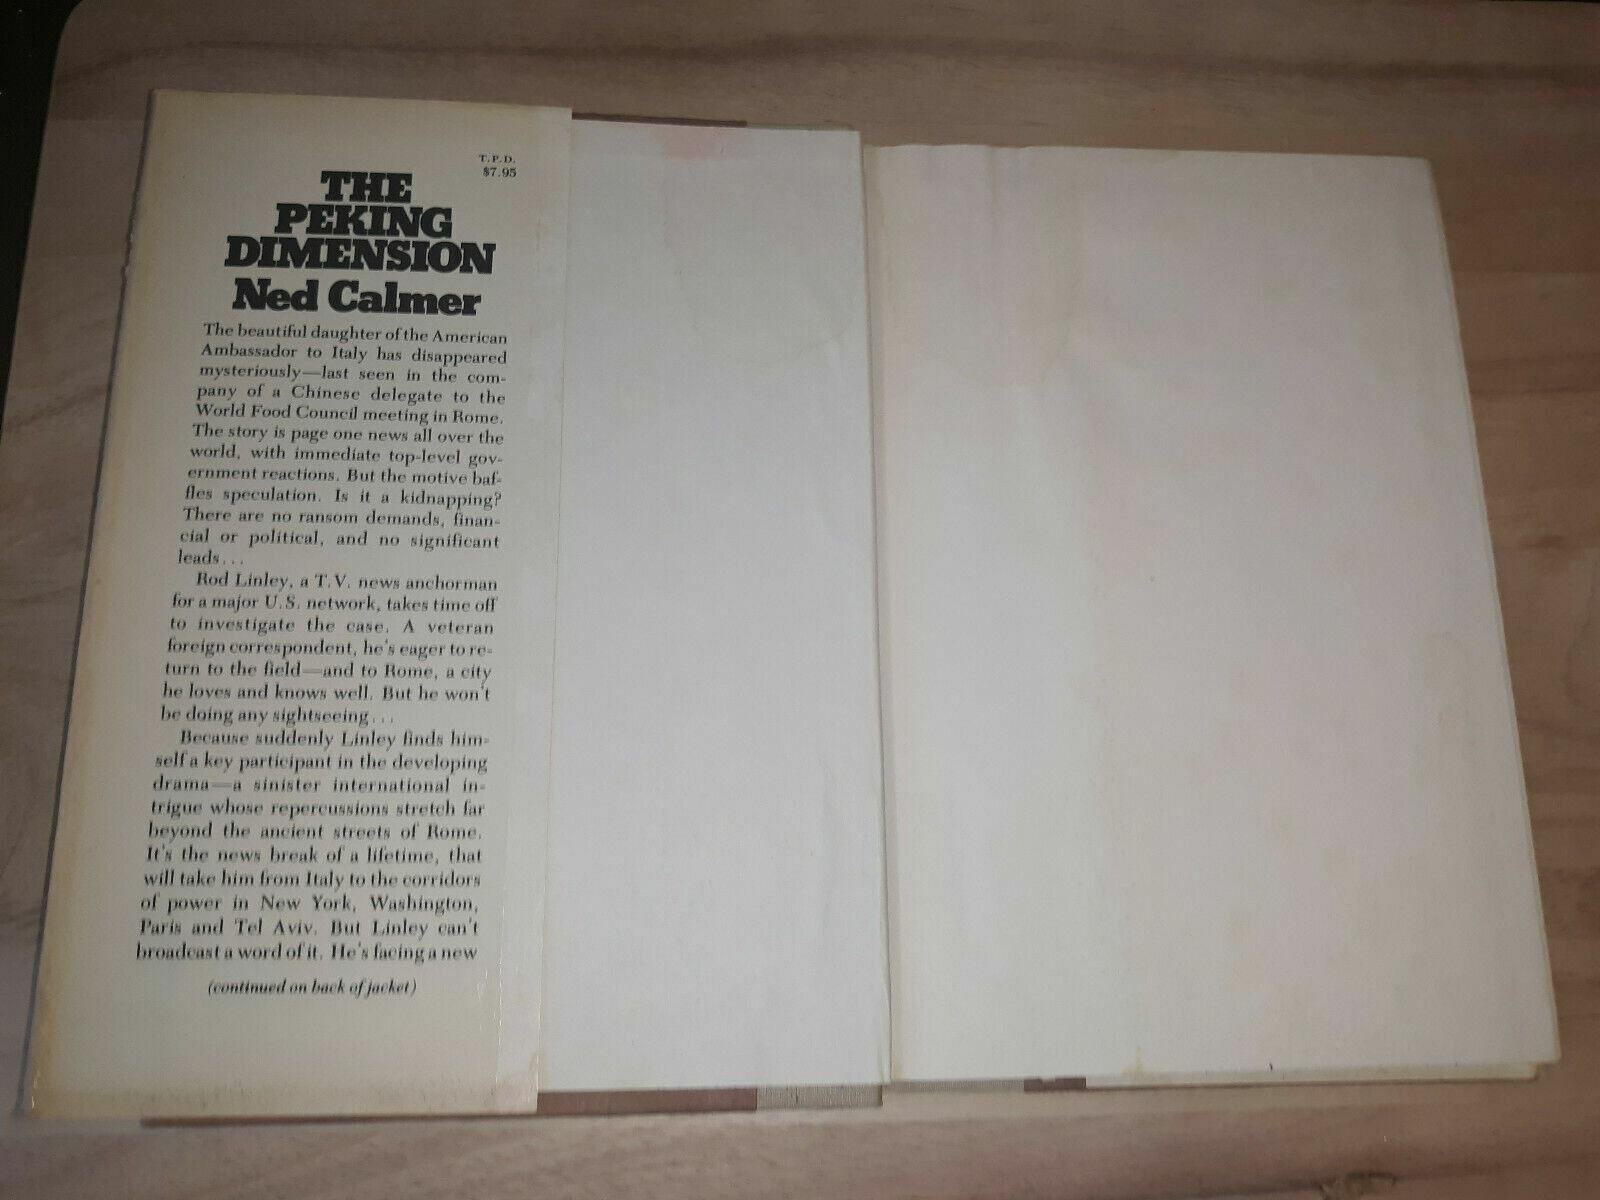 T.P.D.
$7.95
THE
PEKING
DIMENSION
Ned Calmer
The beautiful daughter of the American
Ambassador to Italy has disappeared
mysteriously—last seen in the com-
pany of a Chinese delegate to the
World Food Council meeting in Rome.
The story is page one news all over the
world, with immediate top-level gov-
ernment reactions. But the motive baf-
fles speculation. Is it a kidnapping?
There are no ransom demands, finan-
cial or political, and no significant
leads...
Rod Linley, a T.V. news anchorman
for a major U.S. network, takes time off
to investigate the case. A veteran
foreign correspondent, he's eager to re-
turn to the field—and to Rome, a city
he loves and knows well. But he won't
be doing any sightseeing...
Because suddenly Linley finds him-
self a key participant in the developing
drama—a sinister international in-
trigue whose repercussions stretch far
beyond the ancient streets of Rome.
It's the news break of a lifetime, that
will take him from Italy to the corridors
of power in New York, Washington,
Paris and Tel Aviv. But Linley can't
broadcast a word of it. He's facing a new
(continued on back of jacket)